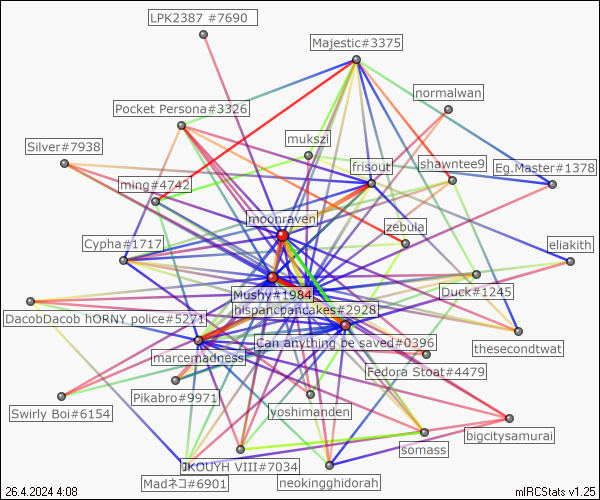 LPK2387 #7690
Majestic#3375
normalwan
Pocket Persona#3326
mukszi
Silver#7938
frisout
shawntee9
Eg.Master#1378
ming#4742
moonraven
zebula
Cypha#1717
eliakith
Mushy#1984
Duck#1245
hispancpancakes#2928
DacobDacob hORNY police#5271
Can anything be saved#0396
thesecondtwat
marcemadness
Fedora Stoat#4479
Pikabro#9971
Swirly Boi#6154
yoshimanden
bigcitysamurai
somass
KOUYH VIII#7034
Madネコ#6901
neokingghidorah
26.4.2024 4:08
mIRCStats v1.25